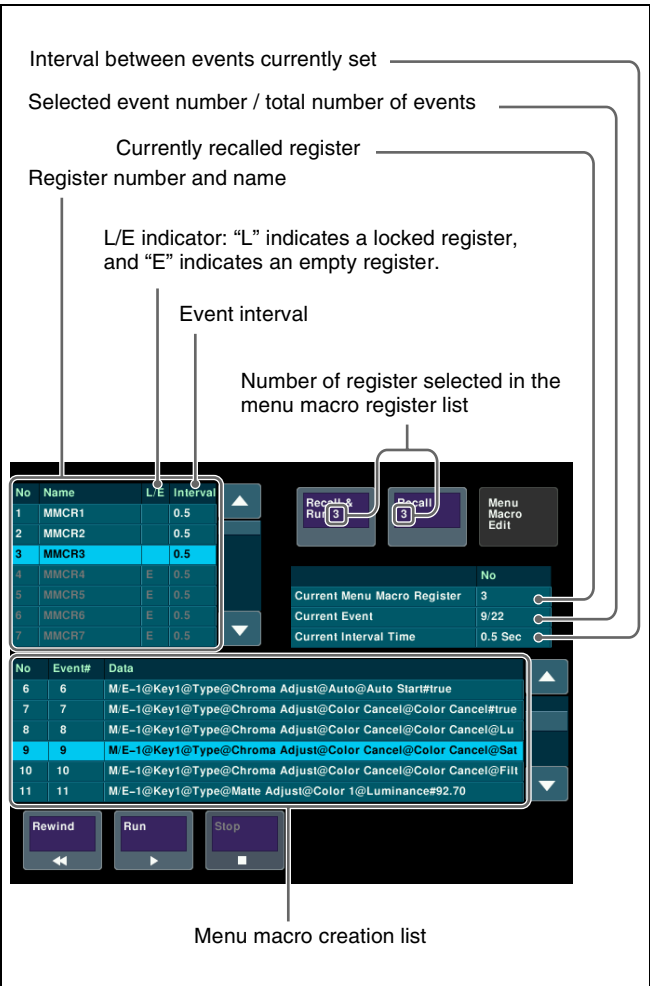 Interval between events currently set
Selected event number / total number of events
Currently recalled register
Register number and name
L/E indicator: “L” indicates a locked register,
and “E” indicates an empty register.
Event interval
Number of register selected in the
menu macro register list
No Name L/E Interval
1 MMCR1 0.5
2 MMCR2 0.5
3 MMCR3 0.5
4 MMCR4 E 0.5
5 MMCR5 E 0.5
6 MMCR6 E 0.5
7 MMCR7 E 0.5
Recall &
Run 3
Recall
3
Menu
Macro
Edit
No
Current Menu Macro Register 3
Current Event 9/22
Current Interval Time 0.5 Sec
No Event# Data
6 6 M/E–1@Key1@Type@Chroma Adjust@Auto@Auto Start#true
7 7 M/E–1@Key1@Type@Chroma Adjust@Color Cancel@Color Cancel#true
8 8 M/E–1@Key1@Type@Chroma Adjust@Color Cancel@Color Cancel@Lu
9 9 M/E–1@Key1@Type@Chroma Adjust@Color Cancel@Color Cancel@Sat
10 10 M/E–1@Key1@Type@Chroma Adjust@Color Cancel@Color Cancel@Filt
11 11 M/E–1@Key1@Type@Matte Adjust@Color 1@Luminance#92.70
Rewind
Run
Stop
Menu macro creation list